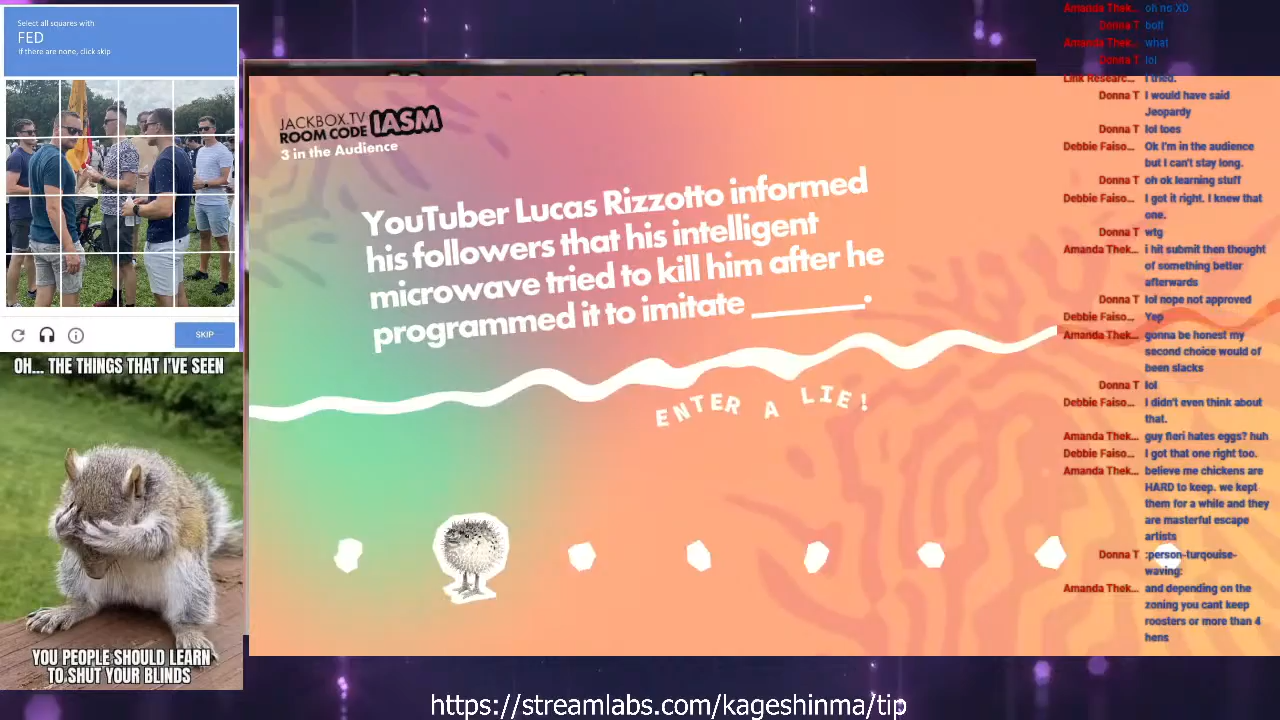 Select all squares with
FED
If there are none, click skip
SKIP
OH... THE THINGS THAT I'VE SEEN
YOU PEOPLE SHOULD LEARN
TO SHUT YOUR BLINDS
JACKBOX.TV
ROOM CODE IASM
3 in the Audience
YouTuber Lucas Rizzotto informed
his followers that his intelligent
microwave tried to kill him after he
programmed it to imitate ________.
ENTER A LIE!
Amanda Thek... oh no XD
Donna T boff
Amanda Thek... what
Donna T lol
Link Researc... I tried.
Donna T I would have said
Jeopardy
Donna T lol toes
Debbie Faiso... Ok I'm in the audience
but I can't stay long.
Donna T oh ok learning stuff
Debbie Faiso... I got it right. I knew that
one.
Donna T wtg
Amanda Thek... i hit submit then thought
of something better
afterwards
Donna T lol nope not approved
Debbie Faiso... Yep
Amanda Thek... gonna be honest my
second choice would of
been slacks
Donna T lol
Debbie Faiso... I didn't even think about
that.
Amanda Thek... guy fieri hates eggs? huh
Debbie Faiso... I got that one right too.
Amanda Thek... believe me chickens are
HARD to keep. we kept
them for a while and they
are masterful escape
artists
Donna T :person-turqouise-
waving:
Amanda Thek... and depending on the
zoning you cant keep
roosters or more than 4
hens
https://streamlabs.com/kageshinma/tip